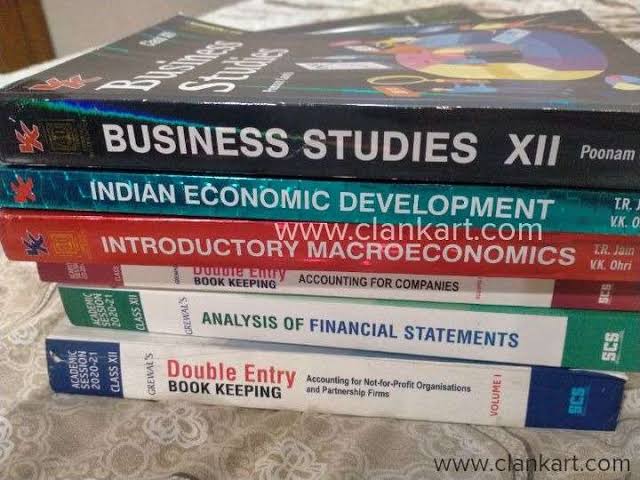 Business
Studies
VK
BUSINESS STUDIES XII Poonam
VK
INDIAN ECONOMIC DEVELOPMENT T.R. J
V.K. O
www.clankart.com
VK
INTRODUCTORY MACROECONOMICS T.R. Jain
V.K. Ohri
CLASS
Double Entry
BOOK KEEPING
ACCOUNTING FOR COMPANIES
SCS
ACADEMIC
SESSION
2020-21
CLASS XII
GREWAL'S
ANALYSIS OF FINANCIAL STATEMENTS
SCS
ACADEMIC
SESSION
2020-21
CLASS XII
GREWAL'S
Double Entry
BOOK KEEPING
Accounting for Not-for-Profit Organisations
and Partnership Firms
VOLUME I
SCS
www.clankart.com